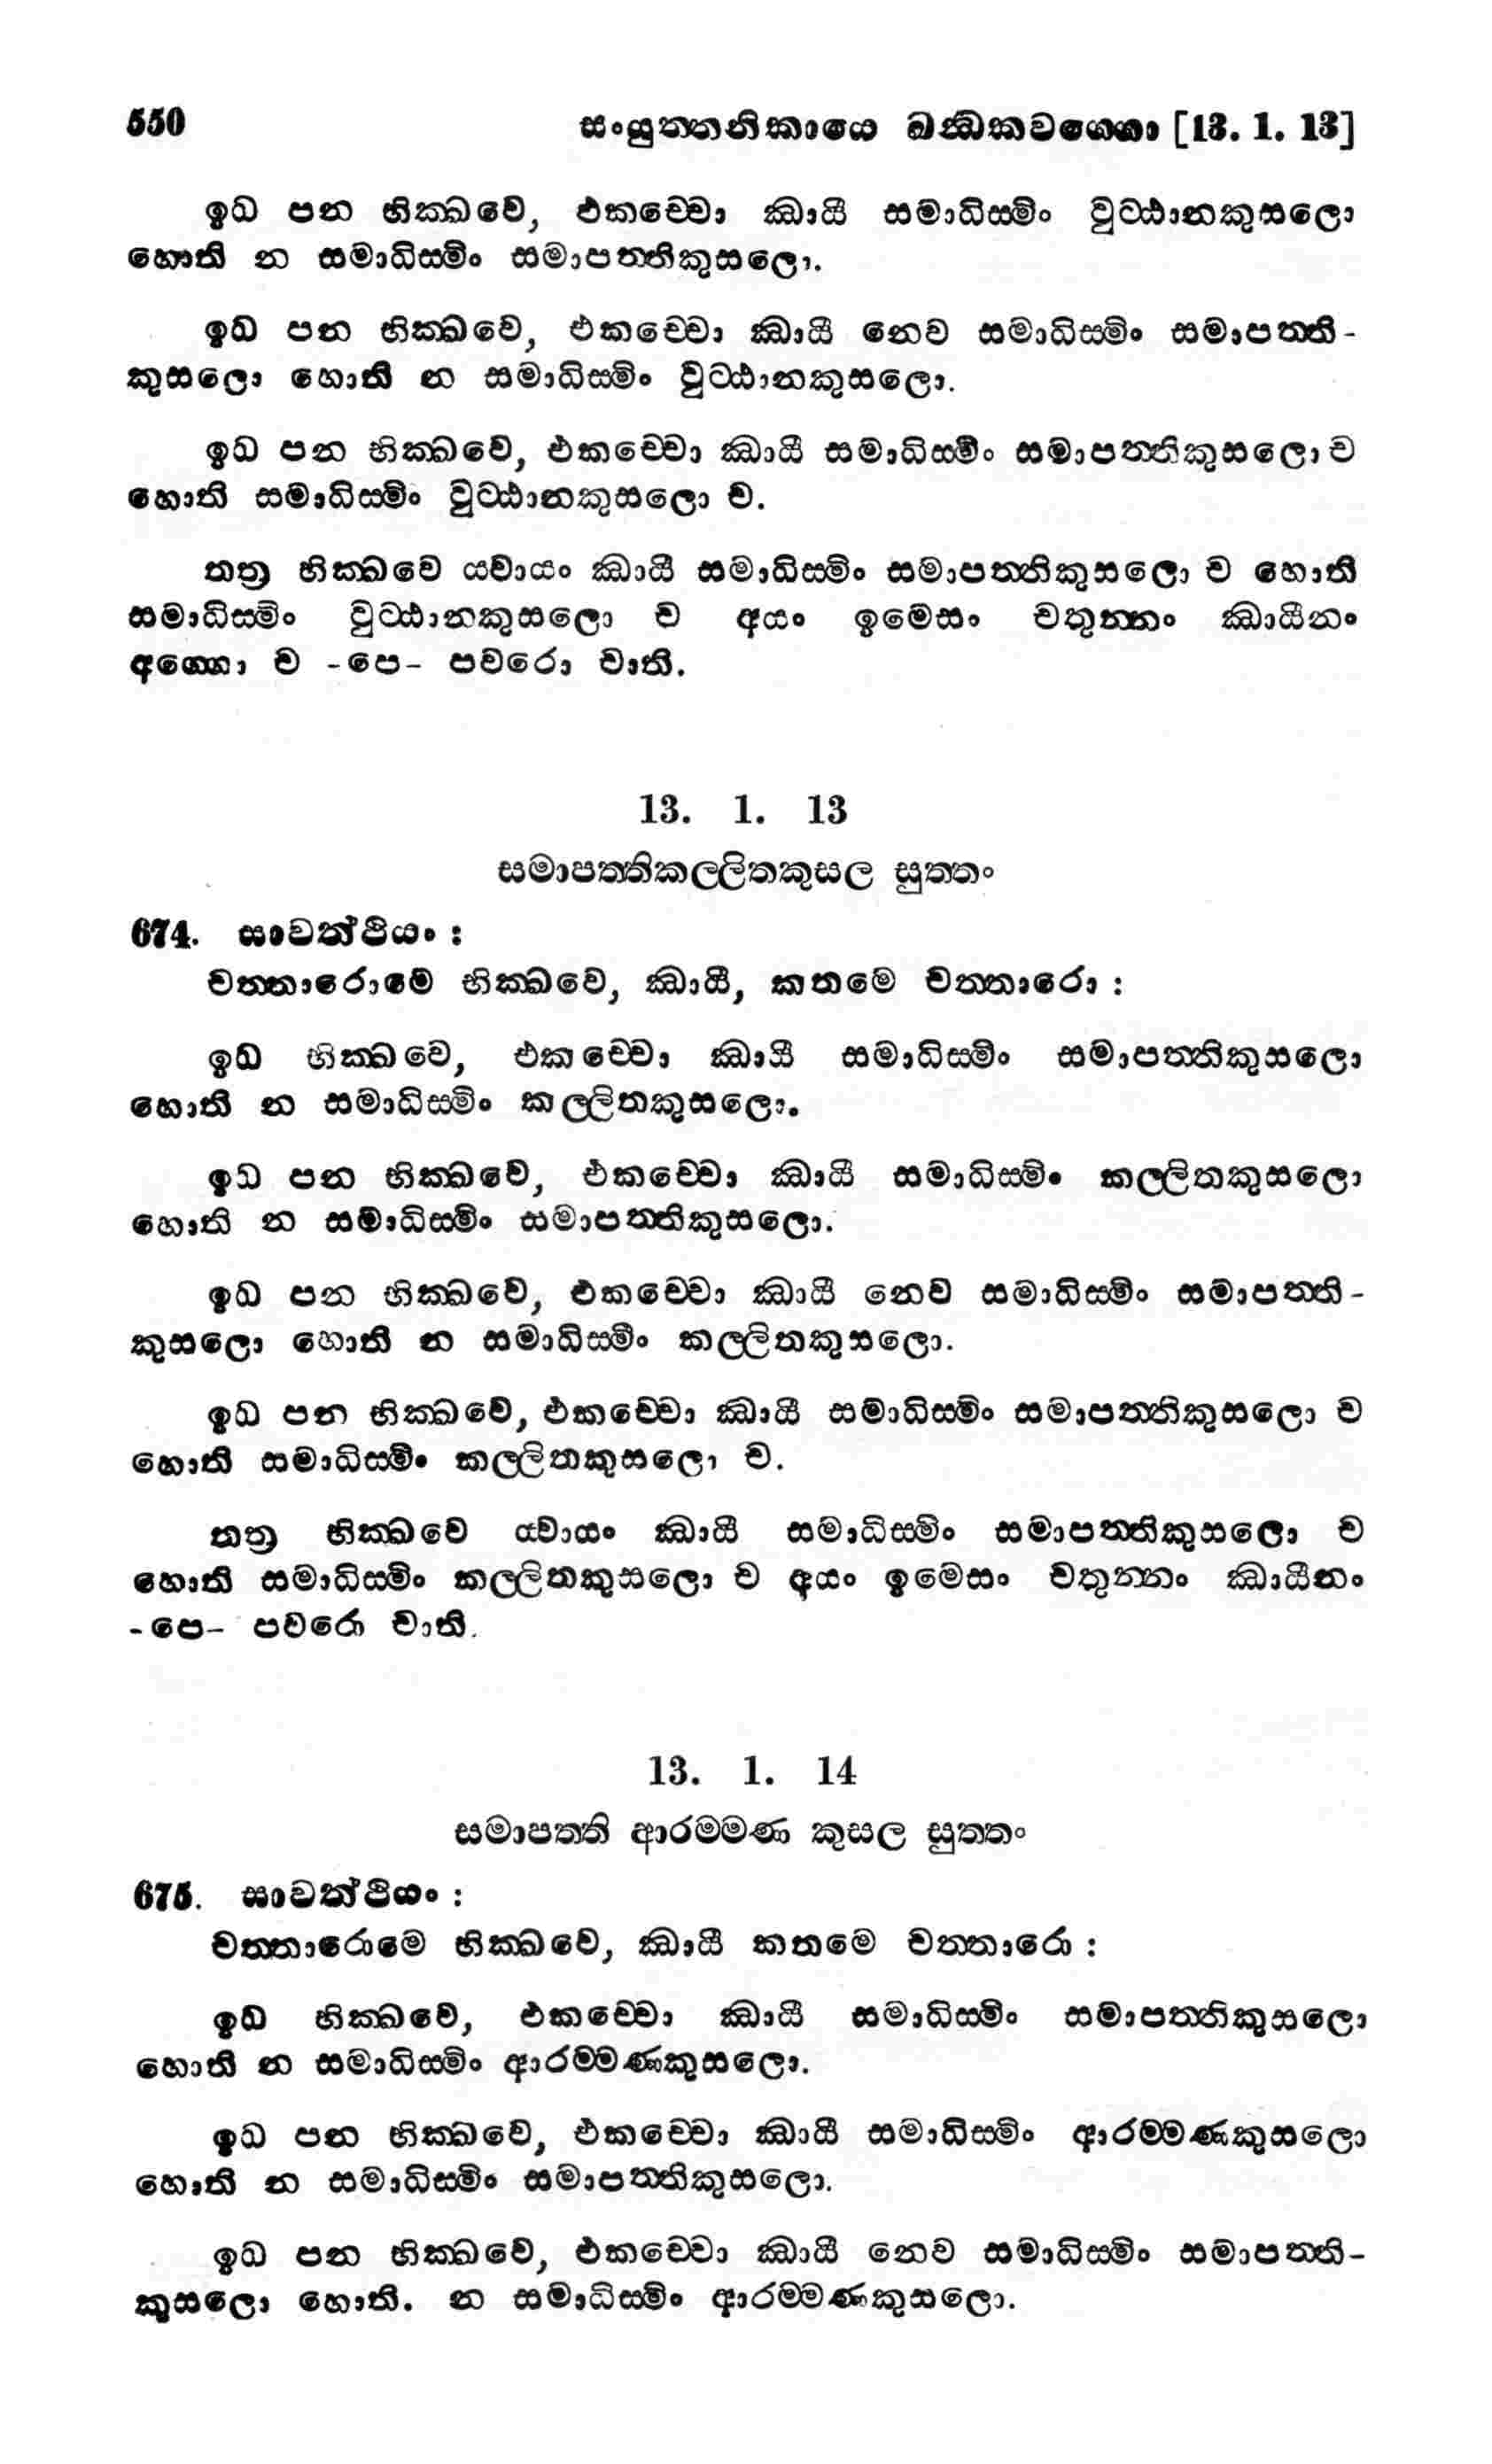 550 සංයුත්තනිකායෙ ඛන්ධකවග්ගො [13. 1. 13]
ඉධ පන භික්ඛවෙ, එකච්චො ඣායී සමාධිස්මිං වුට්ඨානකුසලො
හොති න සමාධිස්මිං සමාපත්තිකුසලො.
ඉධ පන භික්ඛවෙ, එකච්චො ඣායී නෙව සමාධිස්මිං සමාපත්ති-
කුසලො හොති න සමාධිස්මිං වුට්ඨානකුසලො.
ඉධ පන භික්ඛවෙ, එකච්චො ඣායී සමාධිස්මිං සමාපත්තිකුසලො ච
හොති සමාධිස්මිං වුට්ඨානකුසලො ච.
තත්‍ර භික්ඛවෙ ය්වායං ඣායී සමාධිස්මිං සමාපත්තිකුසලො ච හොති
සමාධිස්මිං වුට්ඨානකුසලො ච අයං ඉමෙසං චතුන්නං ඣායීනං
අග්ගො ච -පෙ- පවරො චාති.
13. 1. 13
සමාපත්තිකල්ලිතකුසල සුත්තං
674. සාවත්ථියං :
චත්තාරොමෙ භික්ඛවෙ, ඣායී, කතමෙ චත්තාරො :
ඉධ භික්ඛවෙ, එකච්චො ඣායී සමාධිස්මිං සමාපත්තිකුසලො
හොති න සමාධිස්මිං කල්ලිතකුසලො.
ඉධ පන භික්ඛවෙ, එකච්චො ඣායී සමාධිස්මිං කල්ලිතකුසලො
හොති න සමාධිස්මිං සමාපත්තිකුසලො.
ඉධ පන භික්ඛවෙ, එකච්චො ඣායී නෙව සමාධිස්මිං සමාපත්ති-
කුසලො හොති න සමාධිස්මිං කල්ලිතකුසලො.
ඉධ පන භික්ඛවෙ, එකච්චො ඣායී සමාධිස්මිං සමාපත්තිකුසලො ච
හොති සමාධිස්මිං කල්ලිතකුසලො ච.
තත්‍ර භික්ඛවෙ ය්වායං ඣායී සමාධිස්මිං සමාපත්තිකුසලො ච
හොති සමාධිස්මිං කල්ලිතකුසලො ච අයං ඉමෙසං චතුන්නං ඣායීනං
-පෙ- පවරො චාති.
13. 1. 14
සමාපත්ති ආරම්මණ කුසල සුත්තං
675. සාවත්ථියං :
චත්තාරොමෙ භික්ඛවෙ, ඣායී කතමෙ චත්තාරො :
ඉධ භික්ඛවෙ, එකච්චො ඣායී සමාධිස්මිං සමාපත්තිකුසලො
හොති න සමාධිස්මිං ආරම්මණකුසලො.
ඉධ පන භික්ඛවෙ, එකච්චො ඣායී සමාධිස්මිං ආරම්මණකුසලො
හොති න සමාධිස්මිං සමාපත්තිකුසලො.
ඉධ පන භික්ඛවෙ, එකච්චො ඣායී නෙව සමාධිස්මිං සමාපත්ති-
කුසලො හොති. න සමාධිස්මිං ආරම්මණකුසලො.